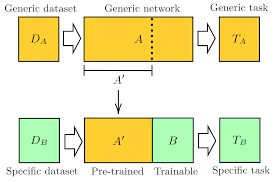 Generic dataset
Generic network
Generic task
D_A
A
T_A
A′
D_B
A′
B
T_B
Specific dataset
Pre-trained
Trainable
Specific task